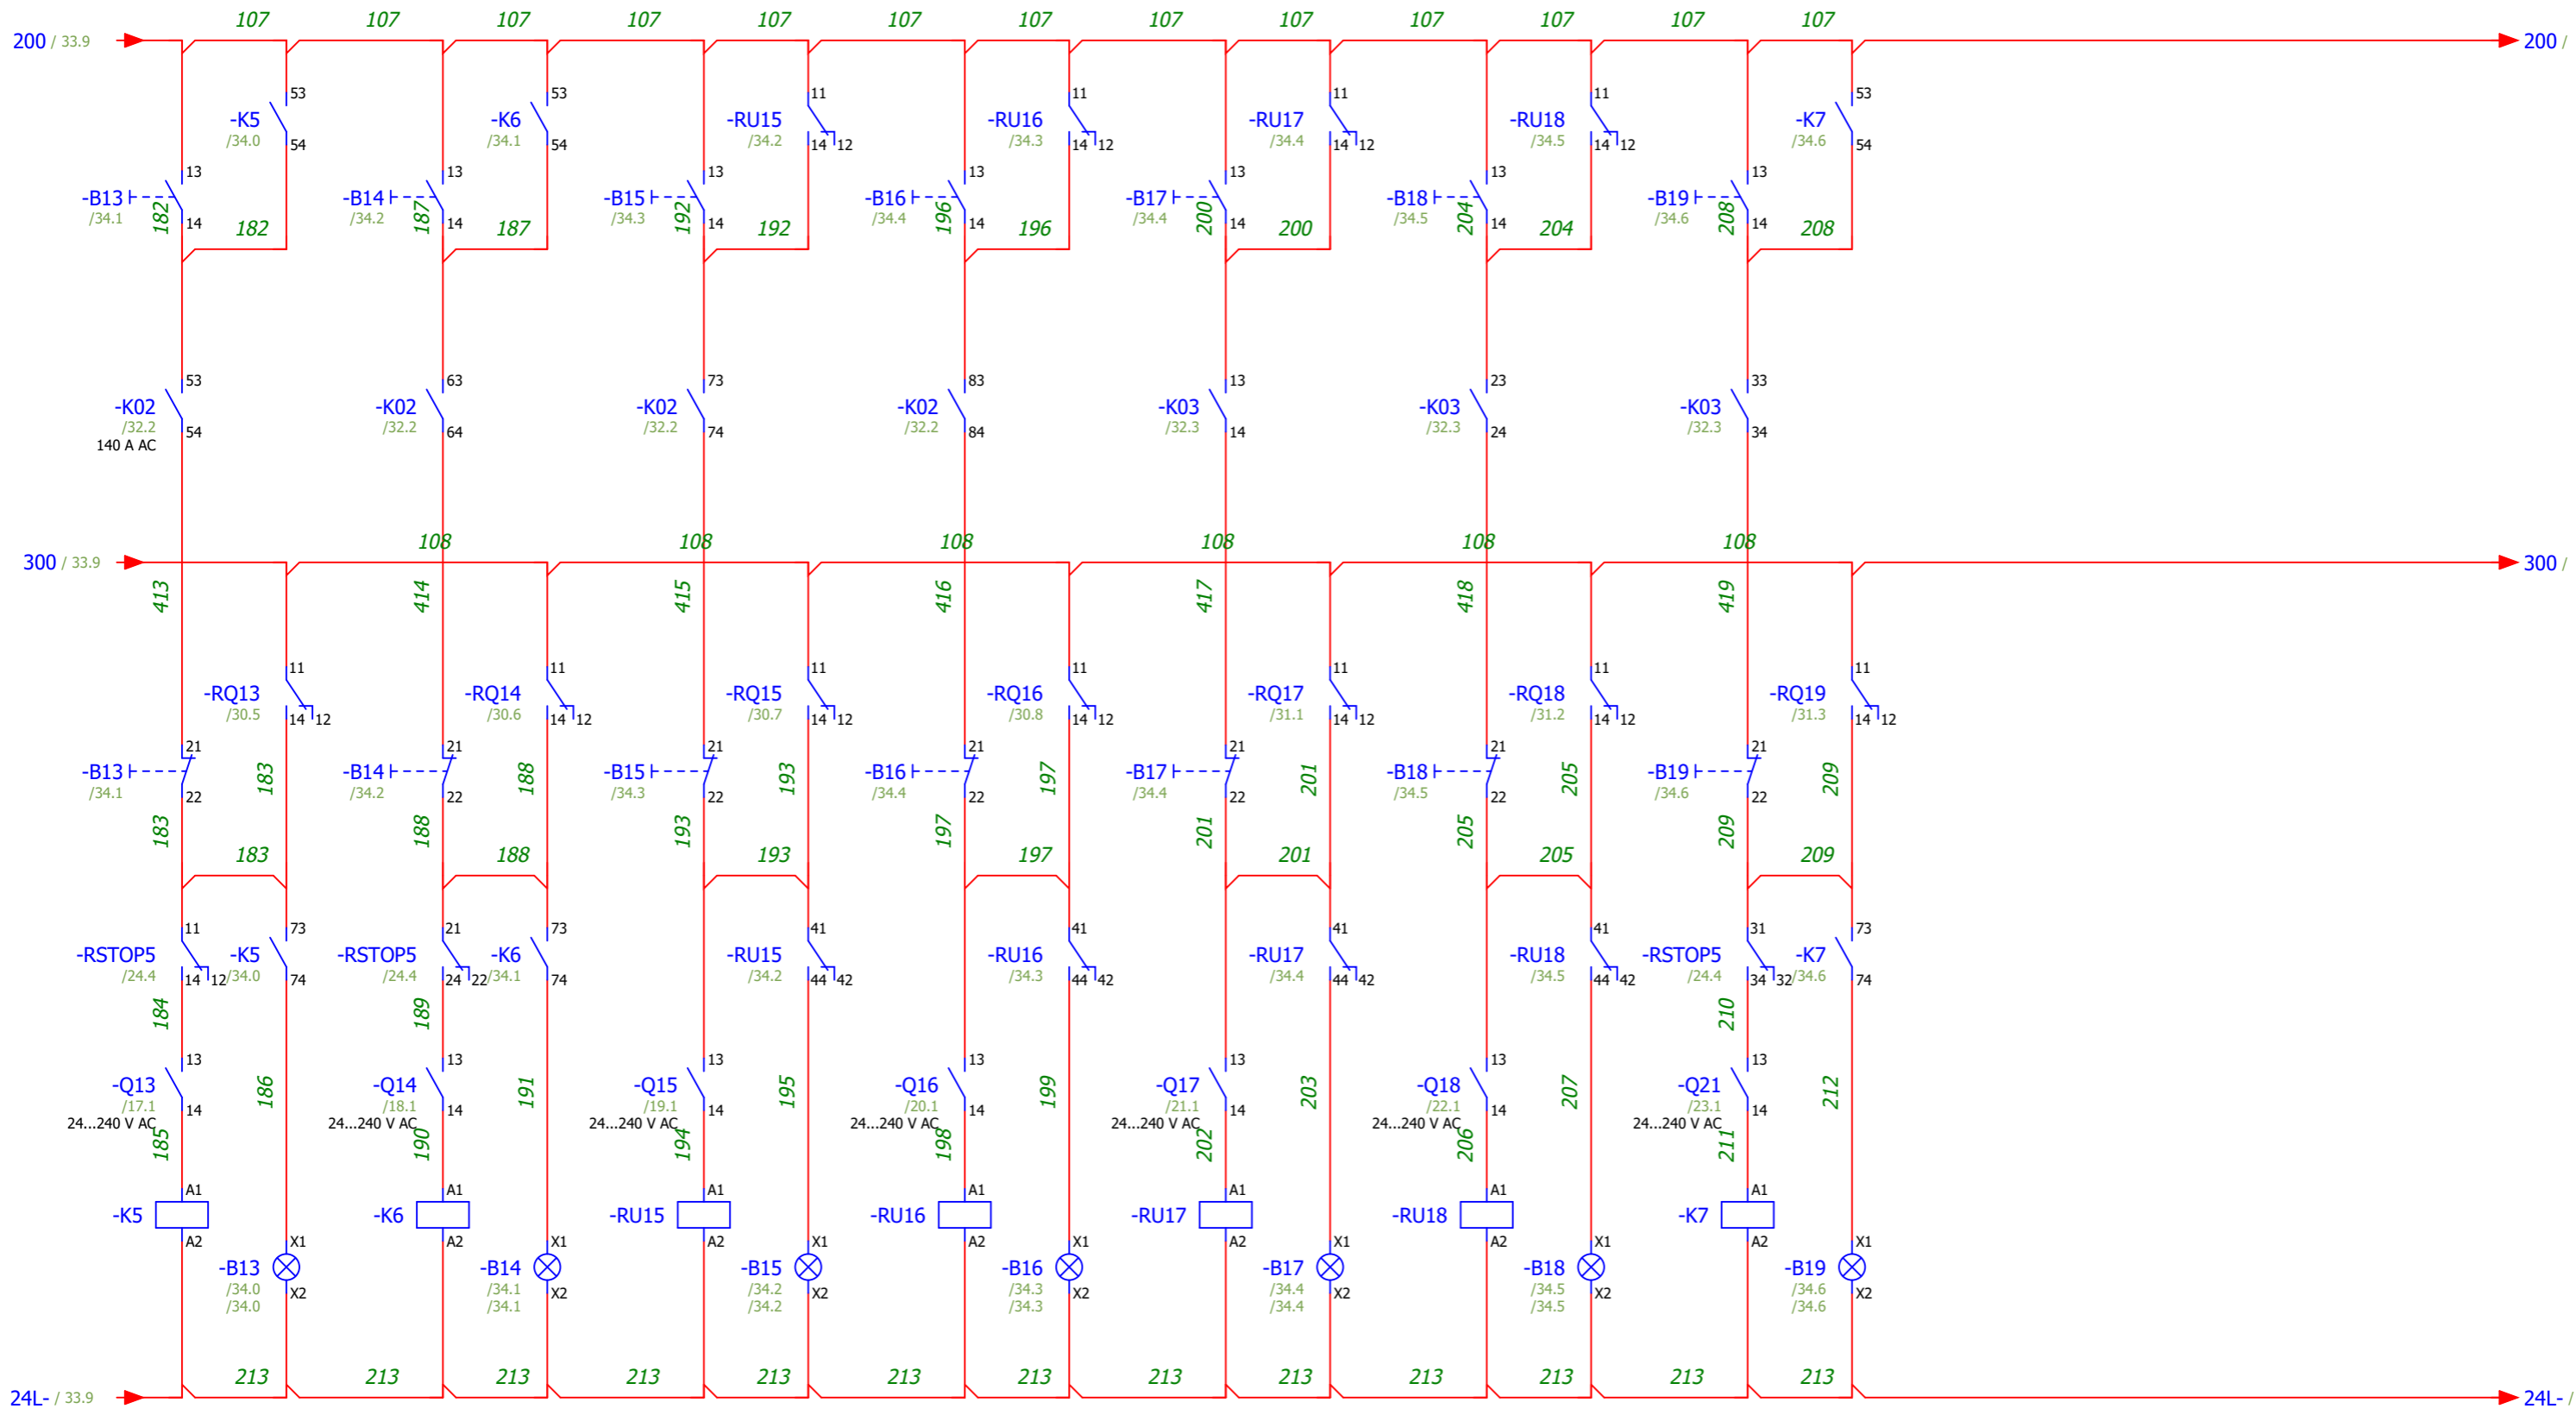 107 107 107 107 107 107 107 107 107 107 107 107 107
200 / 33.9 200 /
53 53 11 11 11 11 53
-K5 -K6 -RU15 -RU16 -RU17 -RU18 -K7
/34.0 /34.1 /34.2 /34.3 /34.4 /34.5 /34.6
54 54 14 12 14 12 14 12 14 12 54
13 13 13 13 13 13 13
-B13 -B14 -B15 -B16 -B17 -B18 -B19
/34.1 /34.2 /34.3 /34.4 /34.4 /34.5 /34.6
182 187 192 196 200 204 208
14 14 14 14 14 14 14
182 187 192 196 200 204 208
53 63 73 83 13 23 33
-K02 -K02 -K02 -K02 -K03 -K03 -K03
/32.2 /32.2 /32.2 /32.2 /32.3 /32.3 /32.3
54 64 74 84 14 24 34
140 A AC
108 108 108 108 108 108
300 / 33.9 300 /
413 414 415 416 417 418 419
11 11 11 11 11 11 11
-RQ13 -RQ14 -RQ15 -RQ16 -RQ17 -RQ18 -RQ19
/30.5 /30.6 /30.7 /30.8 /31.1 /31.2 /31.3
14 12 14 12 14 12 14 12 14 12 14 12 14 12
21 21 21 21 21 21 21
-B13 183 -B14 188 -B15 193 -B16 197 -B17 201 -B18 205 -B19 209
/34.1 /34.2 /34.3 /34.4 /34.4 /34.5 /34.6
22 22 22 22 22 22 22
183 188 193 197 201 205 209
183 188 193 197 201 205 209
11 73 21 73 41 41 41 41 31 73
-RSTOP5 -K5 -RSTOP5 -K6 -RU15 -RU16 -RU17 -RU18 -RSTOP5 -K7
/24.4 /34.0 /24.4 /34.1 /34.2 /34.3 /34.4 /34.5 /24.4 /34.6
14 12 74 24 22 74 44 42 44 42 44 42 44 42 34 32 74
184 189 210
13 13 13 13 13 13 13
-Q13 186 -Q14 191 -Q15 195 -Q16 199 -Q17 203 -Q18 207 -Q21 212
/17.1 /18.1 /19.1 /20.1 /21.1 /22.1 /23.1
14 14 14 14 14 14 14
24...240 V AC 24...240 V AC 24...240 V AC 24...240 V AC 24...240 V AC 24...240 V AC 24...240 V AC
185 190 194 198 202 206 211
A1 A1 A1 A1 A1 A1 A1
-K5 -K6 -RU15 -RU16 -RU17 -RU18 -K7
A2 X1 A2 X1 A2 X1 A2 X1 A2 X1 A2 X1 A2 X1
-B13 -B14 -B15 -B16 -B17 -B18 -B19
/34.0 /34.1 /34.2 /34.3 /34.4 /34.5 /34.6
/34.0 /34.1 /34.2 /34.3 /34.4 /34.5 /34.6
X2 X2 X2 X2 X2 X2 X2
213 213 213 213 213 213 213 213 213 213 213 213 213
24L- / 33.9 24L- /